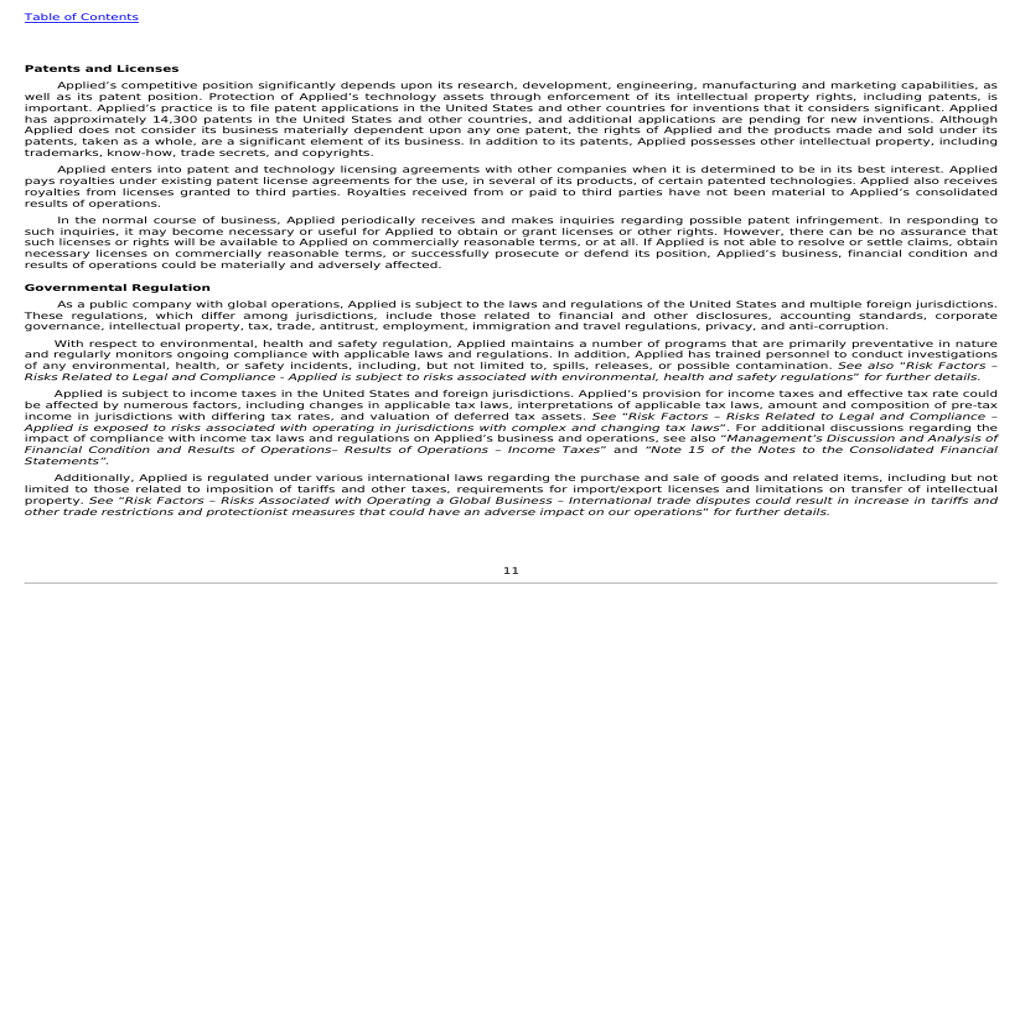 Table of Contents
Patents and Licenses
Applied’s competitive position significantly depends upon its research, development, engineering, manufacturing and marketing capabilities, as
well as its patent position. Protection of Applied’s technology assets through enforcement of its intellectual property rights, including patents, is
important. Applied’s practice is to file patent applications in the United States and other countries for inventions that it considers significant. Applied
has approximately 14,300 patents in the United States and other countries, and additional applications are pending for new inventions. Although
Applied does not consider its business materially dependent upon any one patent, the rights of Applied and the products made and sold under its
patents, taken as a whole, are a significant element of its business. In addition to its patents, Applied possesses other intellectual property, including
trademarks, know-how, trade secrets, and copyrights.
Applied enters into patent and technology licensing agreements with other companies when it is determined to be in its best interest. Applied
pays royalties under existing patent license agreements for the use, in several of its products, of certain patented technologies. Applied also receives
royalties from licenses granted to third parties. Royalties received from or paid to third parties have not been material to Applied’s consolidated
results of operations.
In the normal course of business, Applied periodically receives and makes inquiries regarding possible patent infringement. In responding to
such inquiries, it may become necessary or useful for Applied to obtain or grant licenses or other rights. However, there can be no assurance that
such licenses or rights will be available to Applied on commercially reasonable terms, or at all. If Applied is not able to resolve or settle claims, obtain
necessary licenses on commercially reasonable terms, or successfully prosecute or defend its position, Applied’s business, financial condition and
results of operations could be materially and adversely affected.
Governmental Regulation
As a public company with global operations, Applied is subject to the laws and regulations of the United States and multiple foreign jurisdictions.
These regulations, which differ among jurisdictions, include those related to financial and other disclosures, accounting standards, corporate
governance, intellectual property, tax, trade, antitrust, employment, immigration and travel regulations, privacy, and anti-corruption.
With respect to environmental, health and safety regulation, Applied maintains a number of programs that are primarily preventative in nature
and regularly monitors ongoing compliance with applicable laws and regulations. In addition, Applied has trained personnel to conduct investigations
of any environmental, health, or safety incidents, including, but not limited to, spills, releases, or possible contamination. See also “Risk Factors –
Risks Related to Legal and Compliance - Applied is subject to risks associated with environmental, health and safety regulations” for further details.
Applied is subject to income taxes in the United States and foreign jurisdictions. Applied’s provision for income taxes and effective tax rate could
be affected by numerous factors, including changes in applicable tax laws, interpretations of applicable tax laws, amount and composition of pre-tax
income in jurisdictions with differing tax rates, and valuation of deferred tax assets. See “Risk Factors – Risks Related to Legal and Compliance –
Applied is exposed to risks associated with operating in jurisdictions with complex and changing tax laws”. For additional discussions regarding the
impact of compliance with income tax laws and regulations on Applied’s business and operations, see also “Management’s Discussion and Analysis of
Financial Condition and Results of Operations– Results of Operations – Income Taxes” and “Note 15 of the Notes to the Consolidated Financial
Statements”.
Additionally, Applied is regulated under various international laws regarding the purchase and sale of goods and related items, including but not
limited to those related to imposition of tariffs and other taxes, requirements for import/export licenses and limitations on transfer of intellectual
property. See “Risk Factors – Risks Associated with Operating a Global Business – International trade disputes could result in increase in tariffs and
other trade restrictions and protectionist measures that could have an adverse impact on our operations” for further details.
11